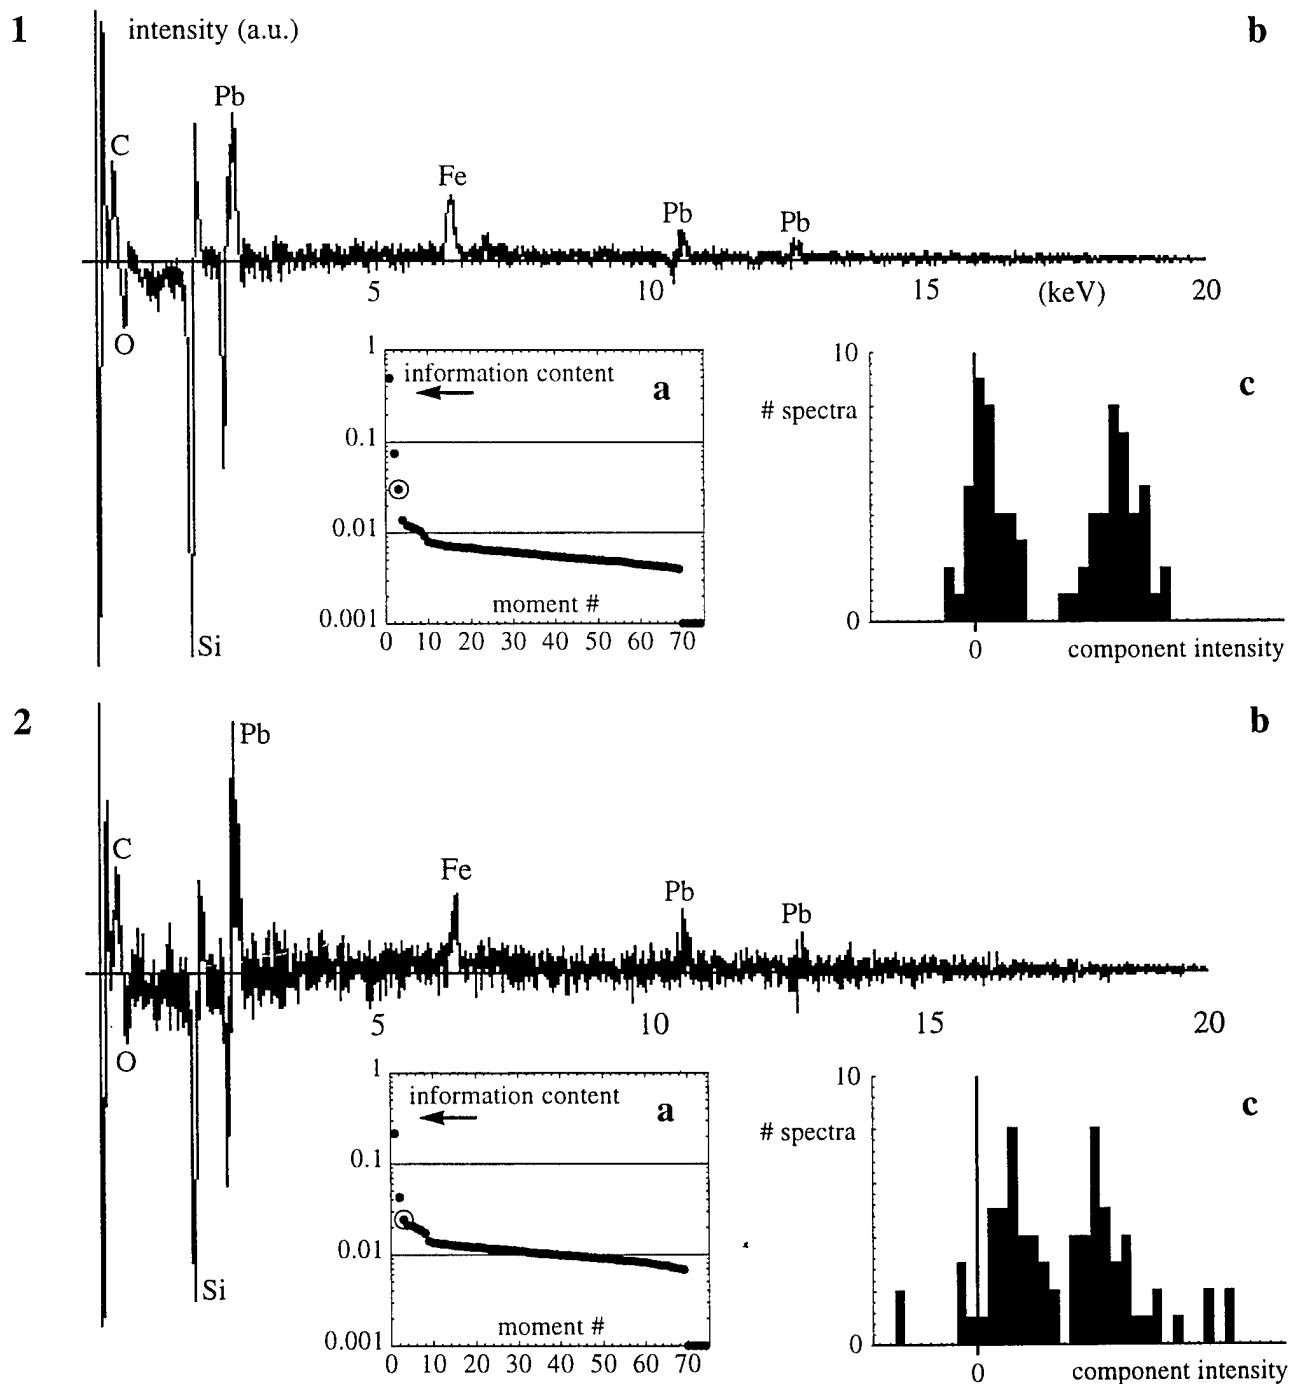 1 intensity (a.u.) b
Pb
C
Fe
Pb Pb
5 10 15 (keV) 20
O
1 10
information content a c
# spectra
0.1
0.01
moment # 0
0.001
Si
0 10 20 30 40 50 60 70 0 component intensity
2 Pb b
C
Fe
Pb Pb
5 10 15 20
O
1 10
information content a c
# spectra
0.1
0.01
Si
moment #
0.001 0
0 10 20 30 40 50 60 70 0 component intensity